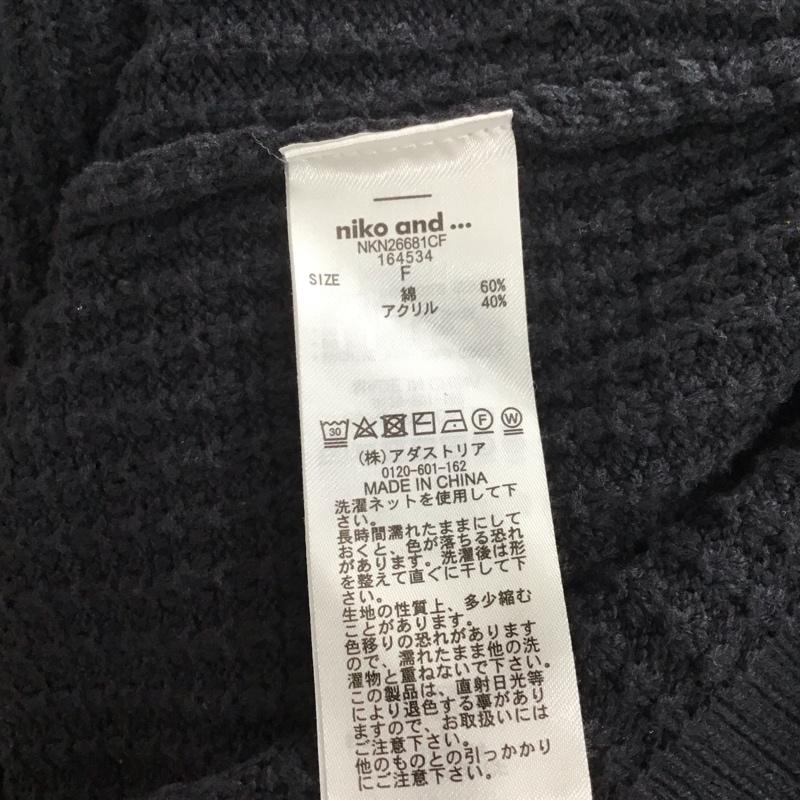 niko and ...
NKN26681CF
164534
SIZE F
綿 60%
アクリル 40%
30 F W
(株)アダストリア
0120-601-162
MADE IN CHINA
洗濯ネットを使用して下
さい。
長時間濡れたままにして
おくと、色が落ちる恐れ
があります。洗濯後は形
を整えて直ぐに干して下
さい。
生地の性質上、多少縮む
ことがあります。
色移りの恐れがあります
ので、濡れたまま他の洗
濯物と重ねないで下さい。
この製品は、直射日光等
により退色する事があり
ますので、お取扱いには
ご注意下さい。
他のものとの引っかかり
にご注意下さい。